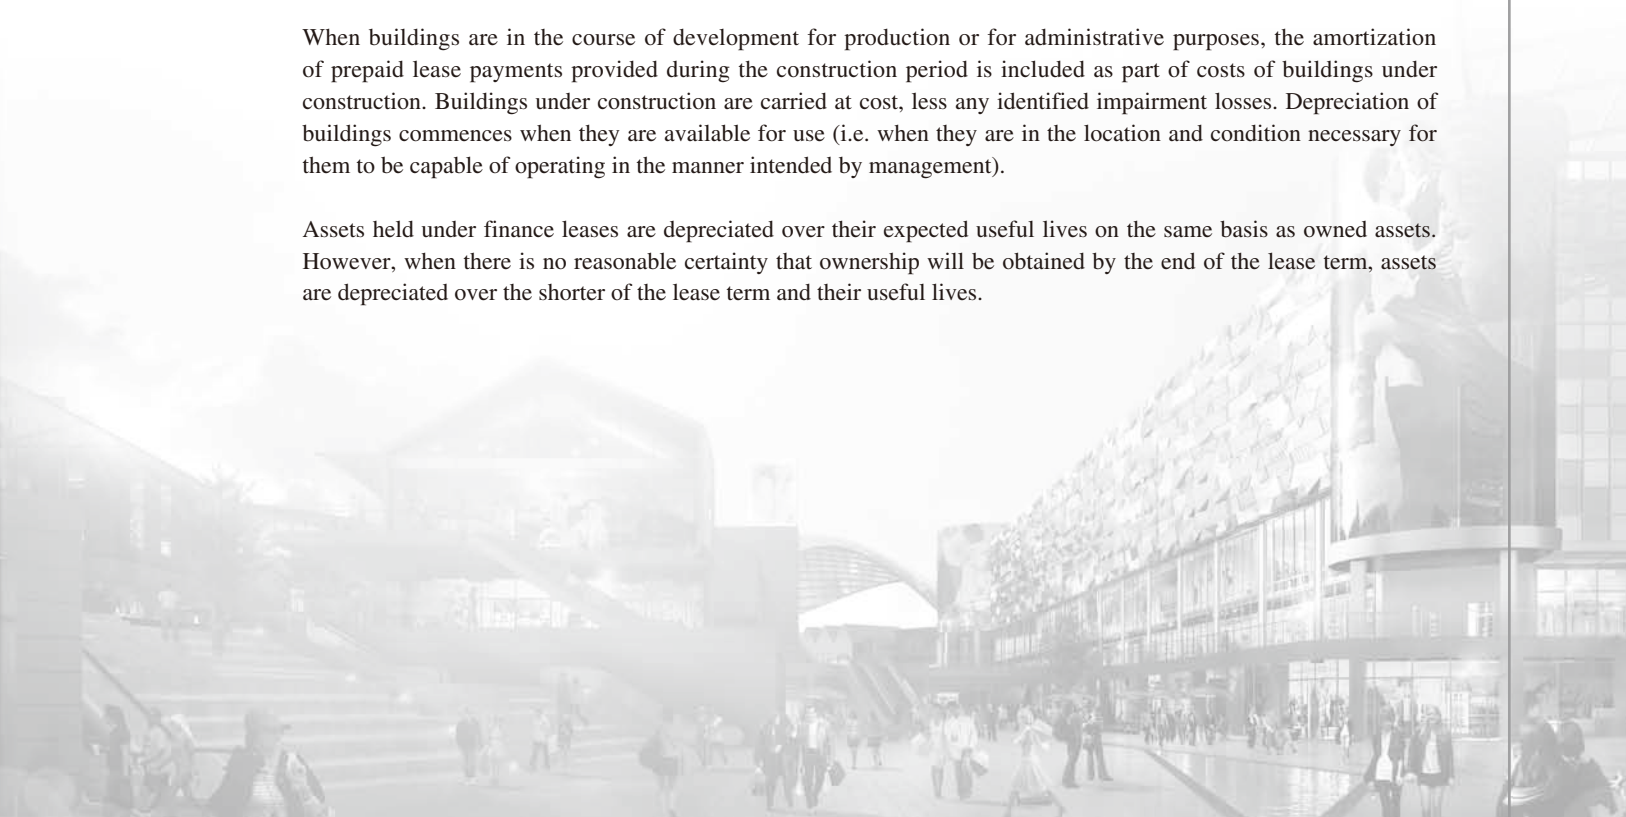 When buildings are in the course of development for production or for administrative purposes, the amortization
of prepaid lease payments provided during the construction period is included as part of costs of buildings under
construction. Buildings under construction are carried at cost, less any identified impairment losses. Depreciation of
buildings commences when they are available for use (i.e. when they are in the location and condition necessary for
them to be capable of operating in the manner intended by management).
Assets held under finance leases are depreciated over their expected useful lives on the same basis as owned assets.
However, when there is no reasonable certainty that ownership will be obtained by the end of the lease term, assets
are depreciated over the shorter of the lease term and their useful lives.